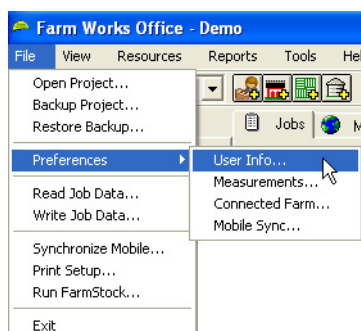 Farm Works Office - Demo
File View Resources Reports Tools Hel
Open Project...
Backup Project...
Restore Backup...
Jobs M
Preferences
User Info...
Measurements...
Connected Farm...
Mobile Sync...
Read Job Data...
Write Job Data...
Synchronize Mobile...
Print Setup...
Run FarmStock...
Exit